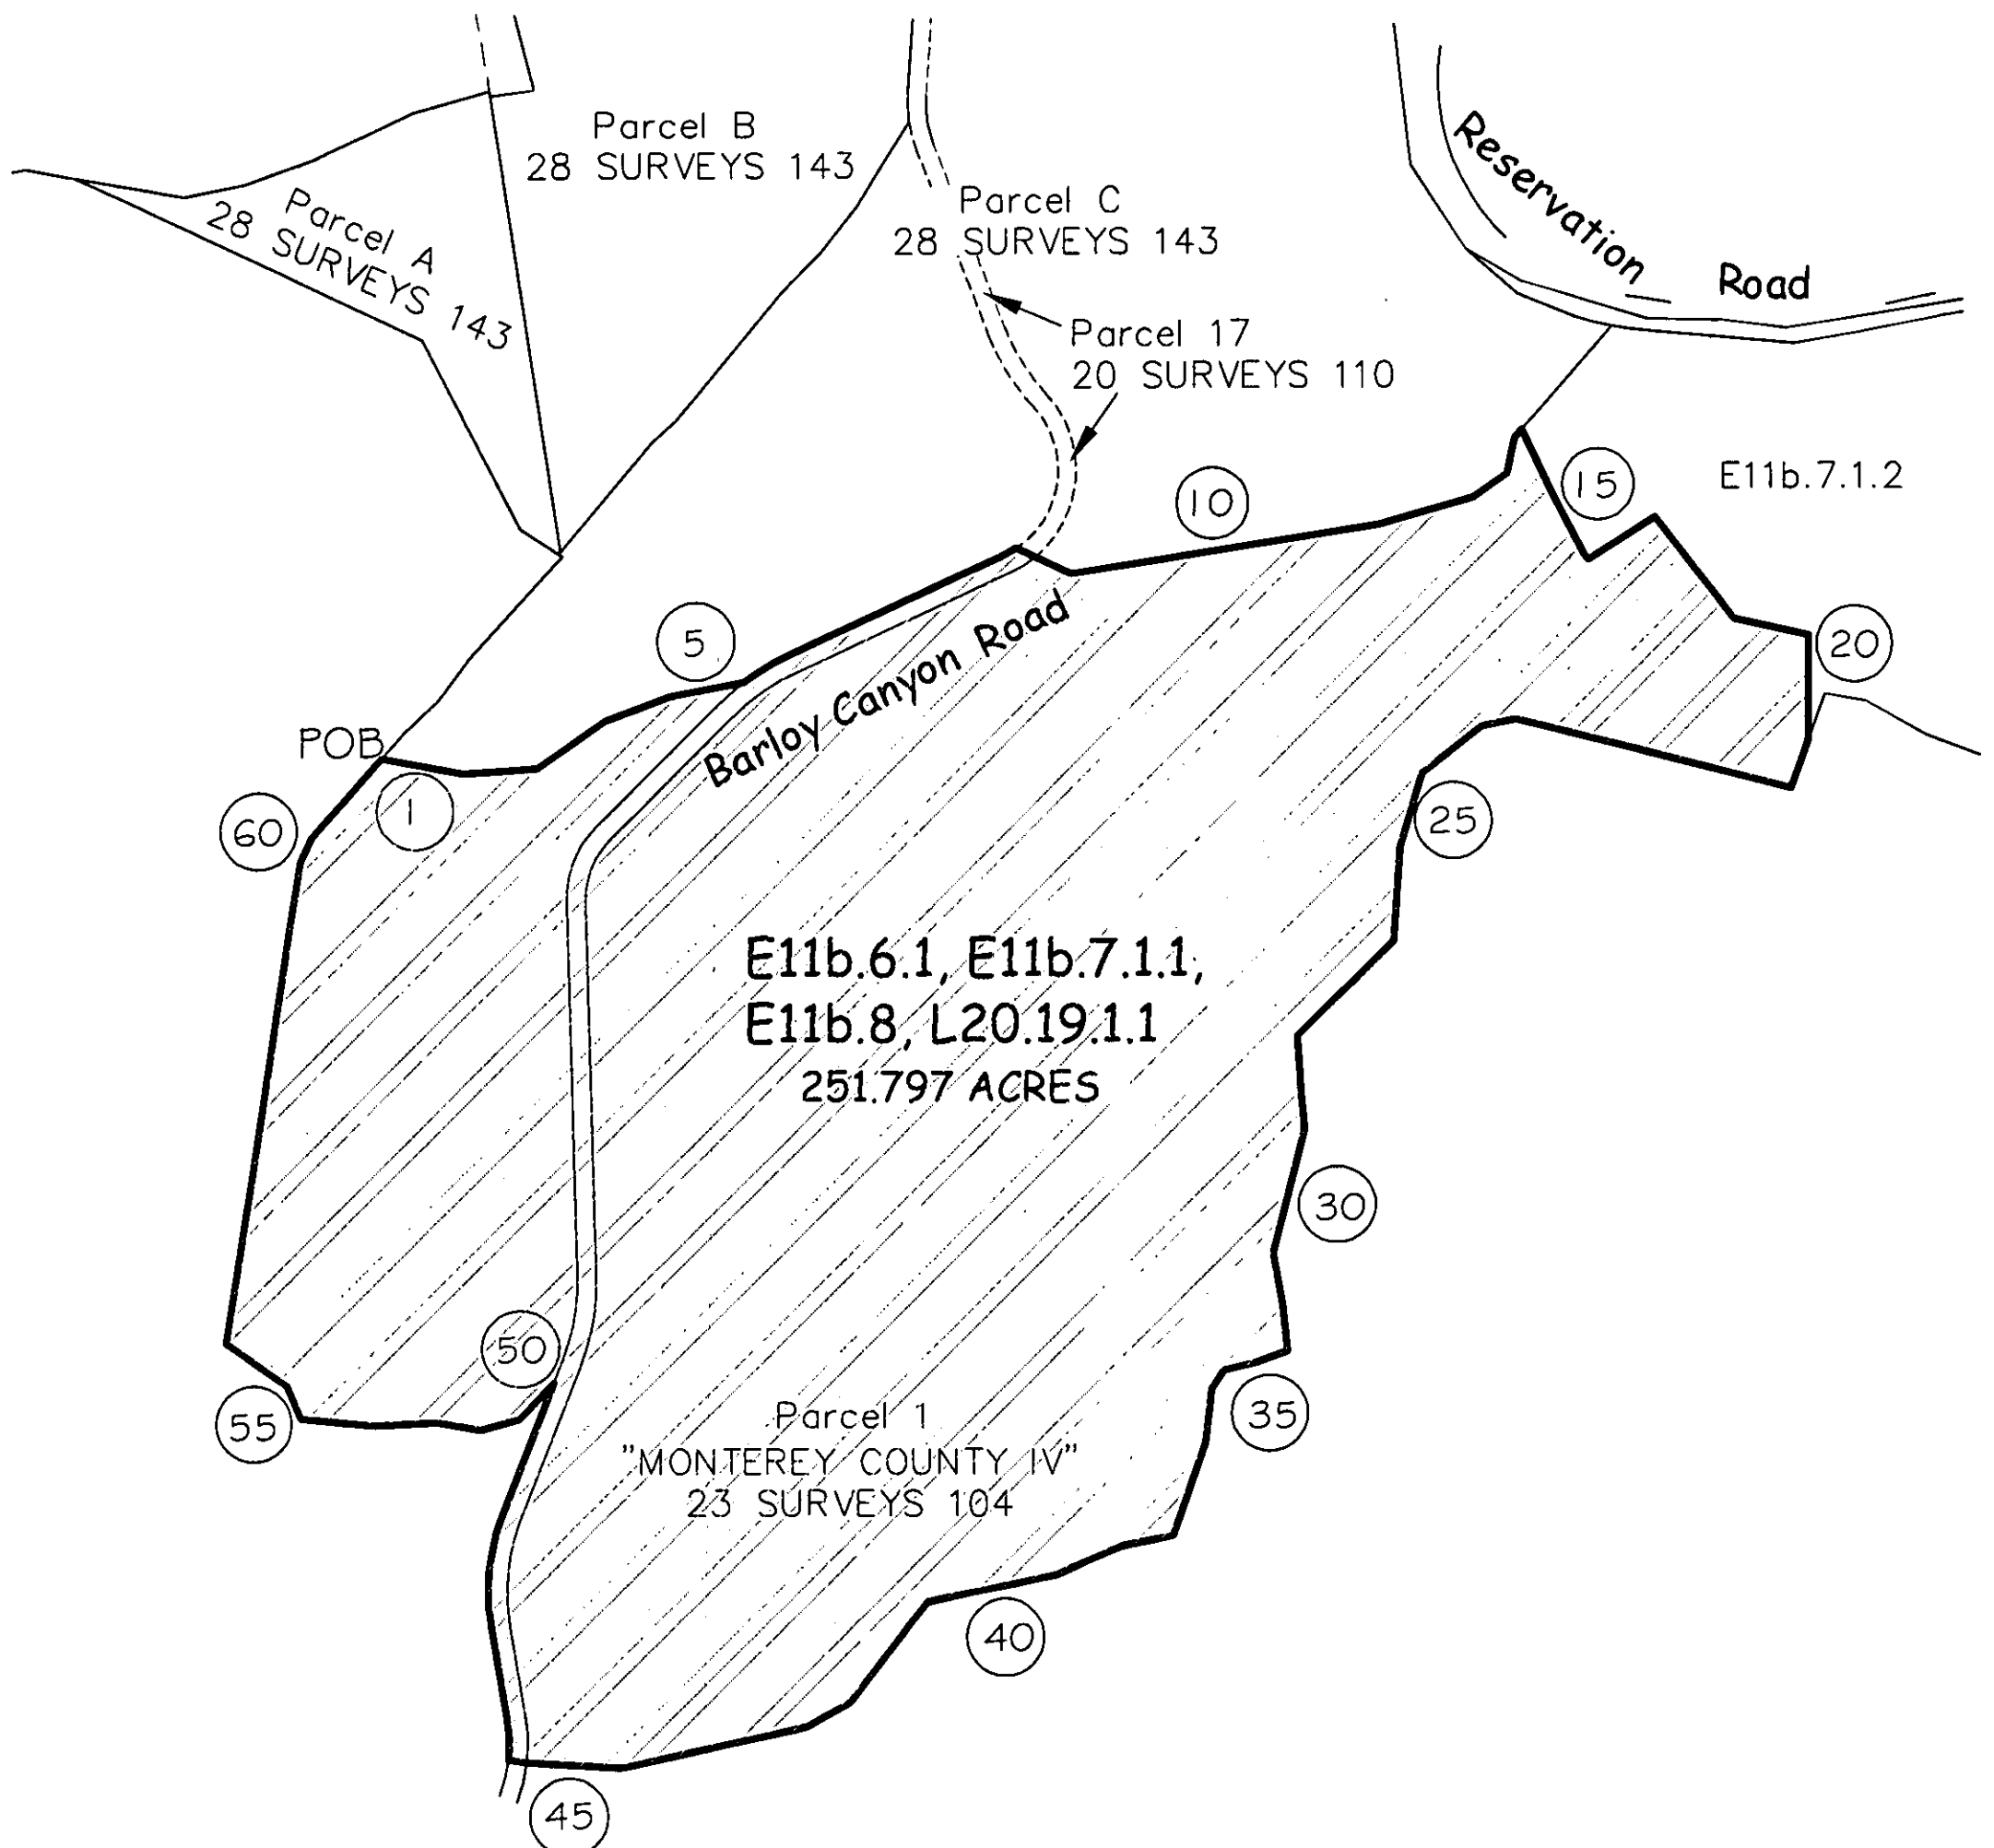 Parcel B
28 SURVEYS 143
Parcel A
28 SURVEYS 143
Parcel C
28 SURVEYS 143
Reservation Road
Parcel 17
20 SURVEYS 110
E11b.7.1.2
10
15
5
20
Barloy Canyon Road
POB
1
60
25
E11b.6.1, E11b.7.1.1,
E11b.8, L20.19.1.1
251.797 ACRES
30
50
55
35
Parcel 1
"MONTEREY COUNTY IV"
23 SURVEYS 104
40
45